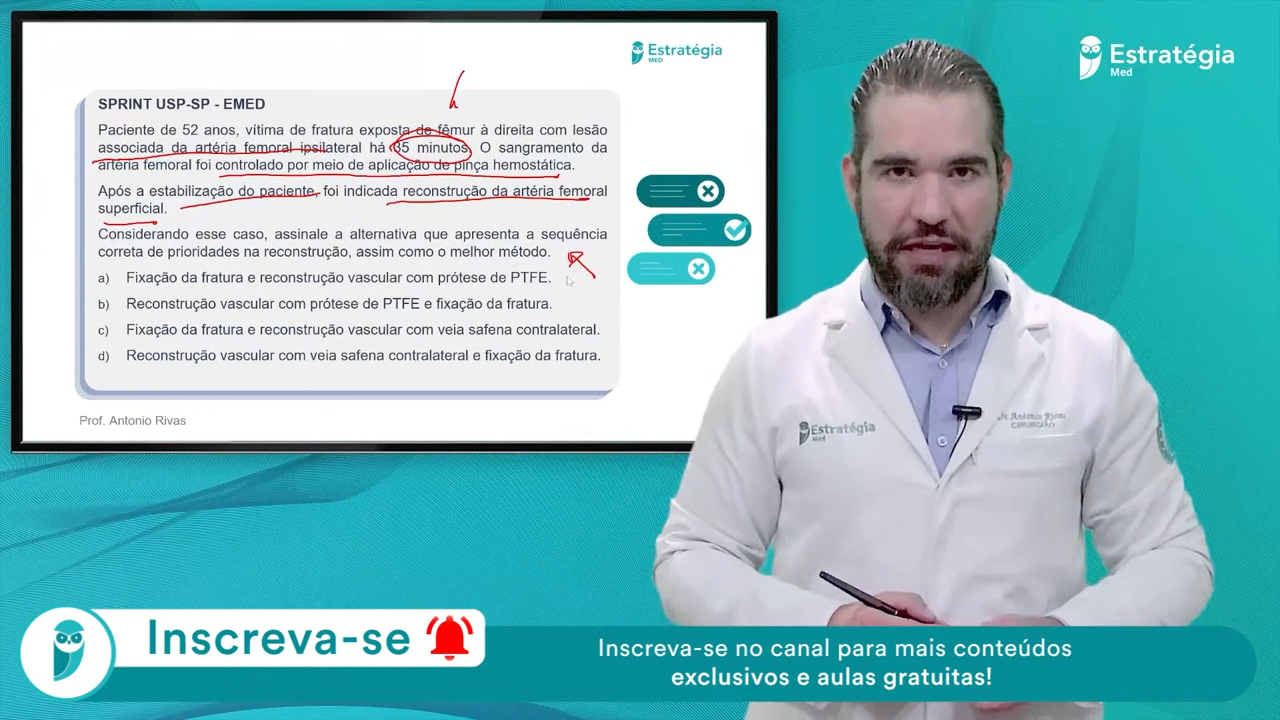 Estratégia
MED
SPRINT USP-SP - EMED
Paciente de 52 anos, vítima de fratura exposta de fêmur à direita com lesão
associada da artéria femoral ipsilateral há 35 minutos. O sangramento da
artéria femoral foi controlado por meio de aplicação de pinça hemostática.
Após a estabilização do paciente, foi indicada reconstrução da artéria femoral
superficial.
Considerando esse caso, assinale a alternativa que apresenta a sequência
correta de prioridades na reconstrução, assim como o melhor método.
a) Fixação da fratura e reconstrução vascular com prótese de PTFE.
b) Reconstrução vascular com prótese de PTFE e fixação da fratura.
c) Fixação da fratura e reconstrução vascular com veia safena contralateral.
d) Reconstrução vascular com veia safena contralateral e fixação da fratura.
Prof. Antonio Rivas
Estratégia
Med
Estratégia
Med
Dr. Antonio Rivas
CIRURGIÃO
Inscreva-se
Inscreva-se no canal para mais conteúdos
exclusivos e aulas gratuitas!